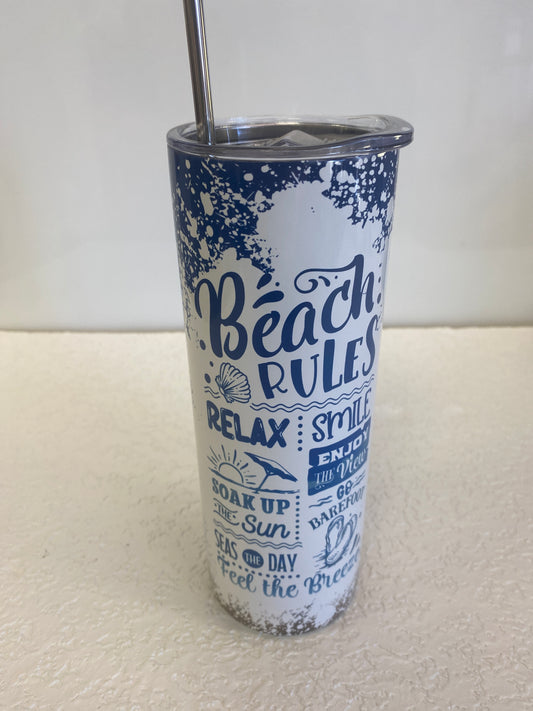 Beach
RULES
RELAX
SMILE
ENJOY
THE View
SOAK UP
THE Sun
GO
BAREFOOT
SEAS THE DAY
Feel the Breeze